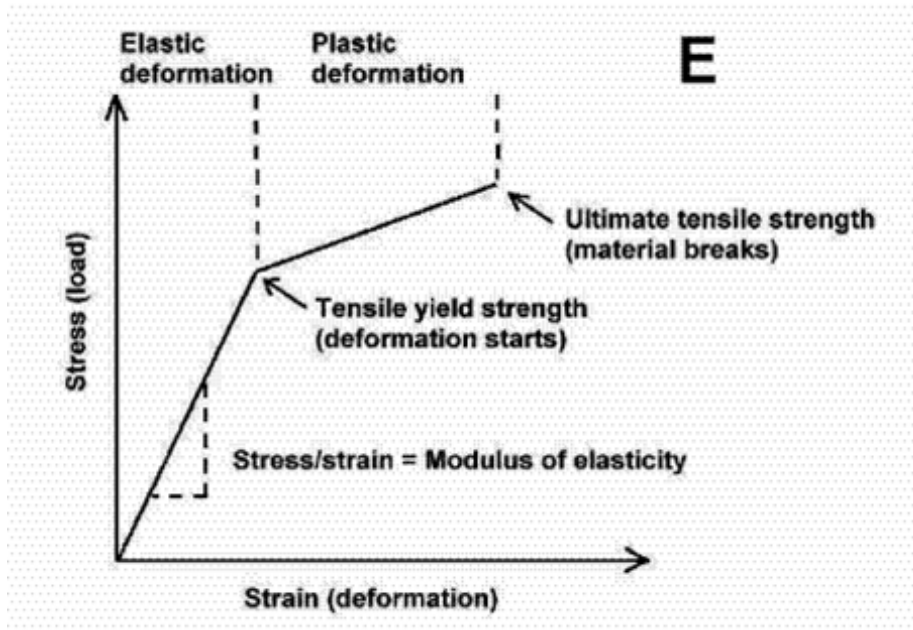 Elastic
deformation
Plastic
deformation
E
Ultimate tensile strength
(material breaks)
Tensile yield strength
(deformation starts)
Stress (load)
Stress/strain = Modulus of elasticity
Strain (deformation)